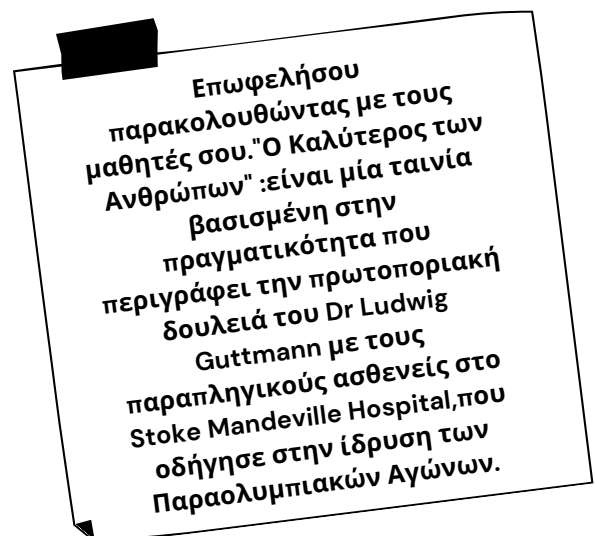 Επωφελήσου
παρακολουθώντας με τους
μαθητές σου."Ο Καλύτερος των
Ανθρώπων" :είναι μία ταινία
βασισμένη στην
πραγματικότητα που
περιγράφει την πρωτοποριακή
δουλειά του Dr Ludwig
Guttmann με τους
παραπληγικούς ασθενείς στο
Stoke Mandeville Hospital,που
οδήγησε στην ίδρυση των
Παραολυμπιακών Αγώνων.